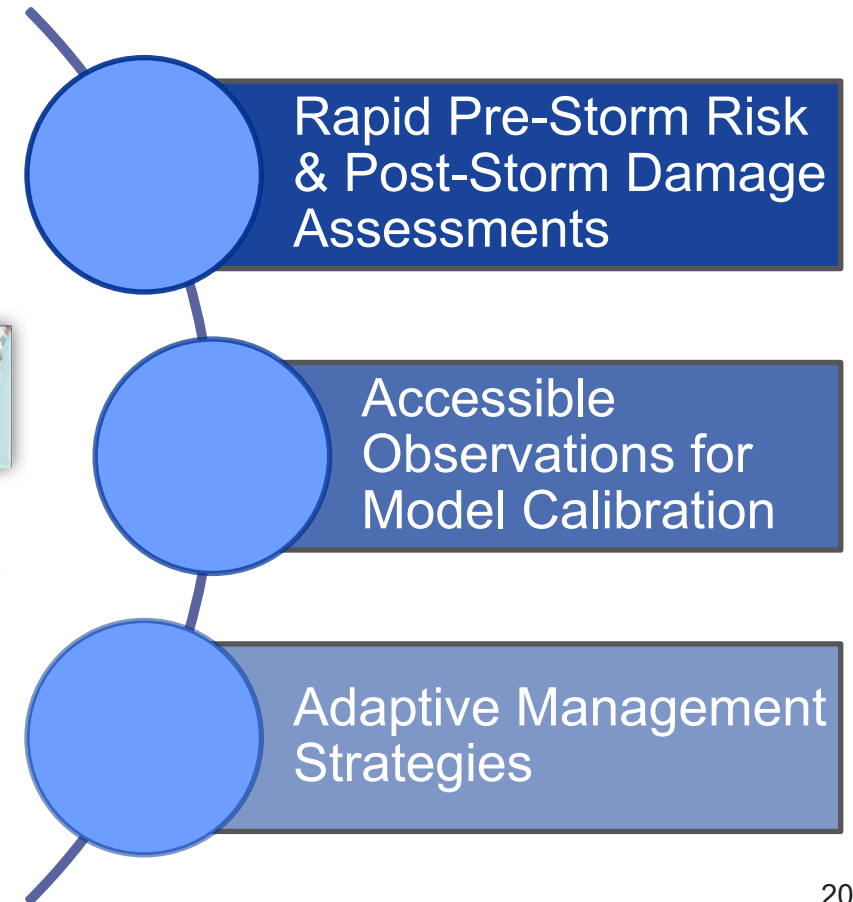 Rapid Pre-Storm Risk
& Post-Storm Damage
Assessments
Accessible
Observations for
Model Calibration
Adaptive Management
Strategies
20